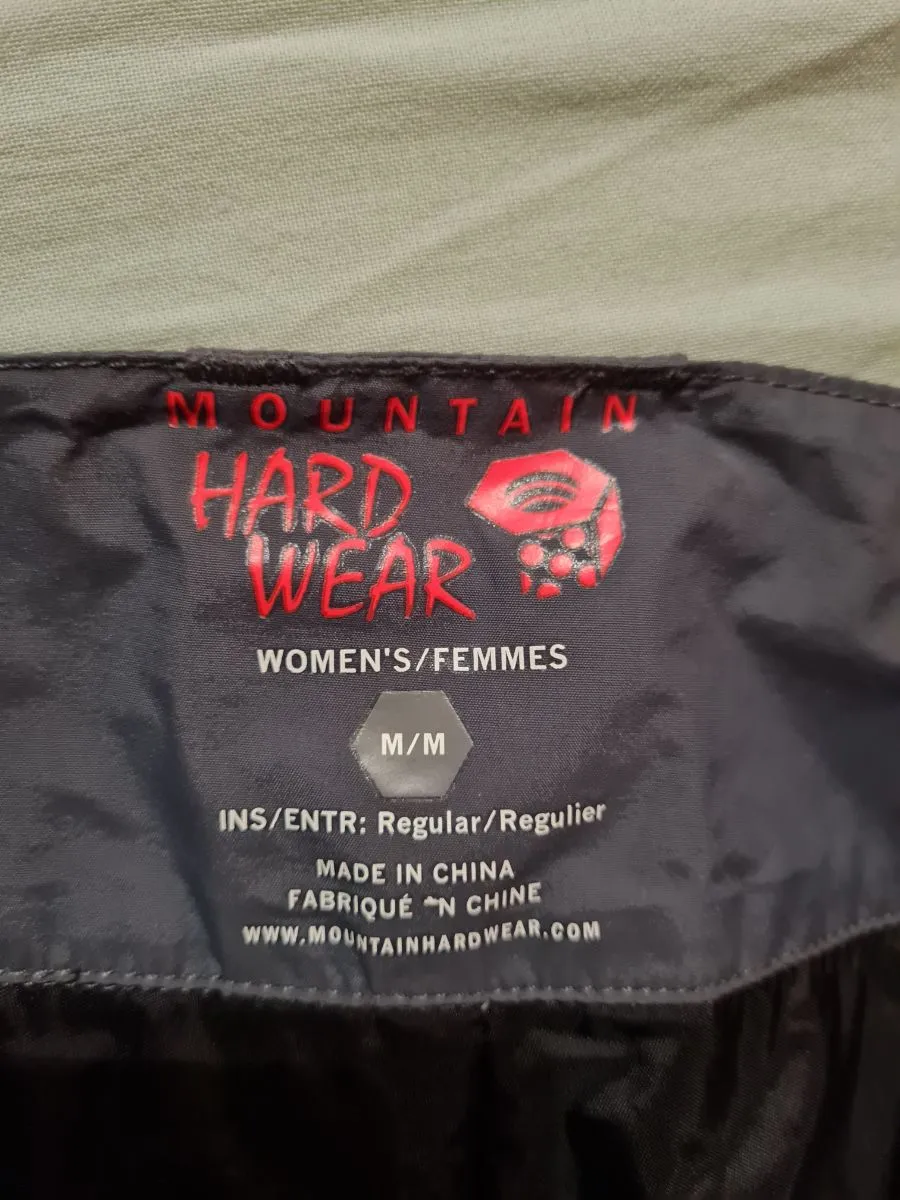 MOUNTAIN
HARD
WEAR
WOMEN'S/FEMMES
M/M
INS/ENTR: Regular/Regulier
MADE IN CHINA
FABRIQUÉ CHINE
WWW.MOUNTAINHARDWEAR.COM